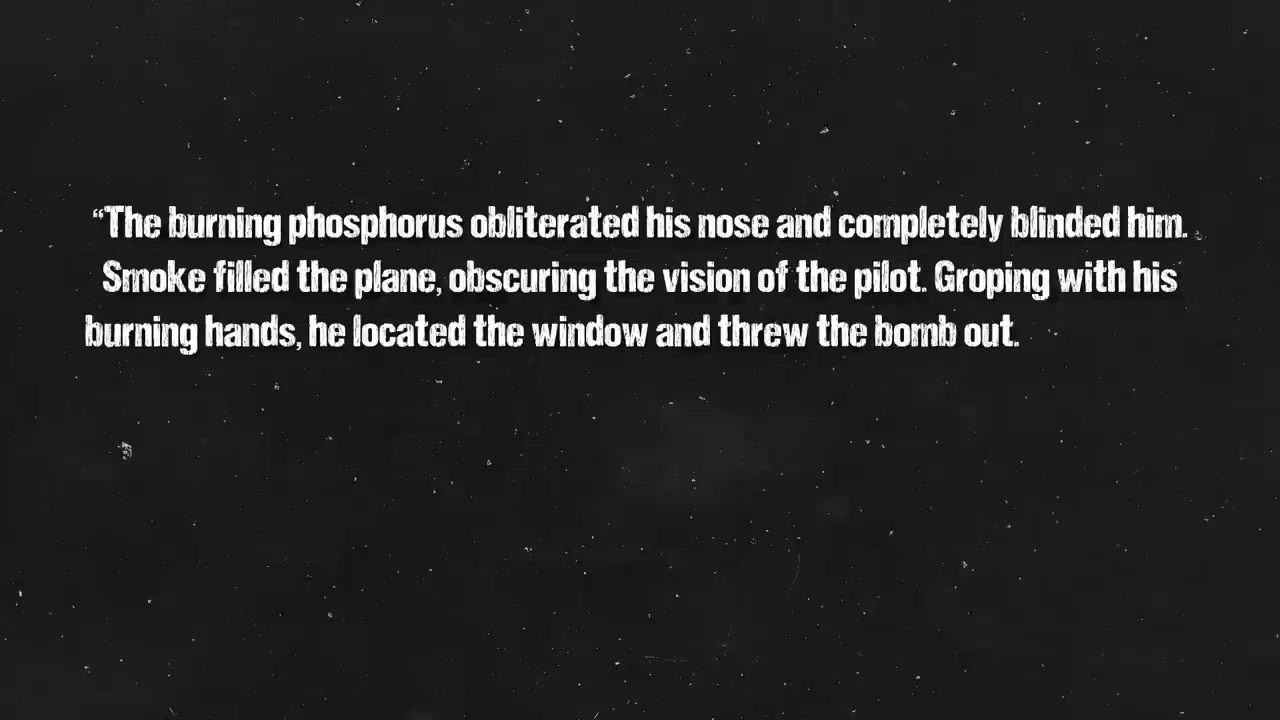 “The burning phosphorus obliterated his nose and completely blinded him.
Smoke filled the plane, obscuring the vision of the pilot. Groping with his
burning hands, he located the window and threw the bomb out.